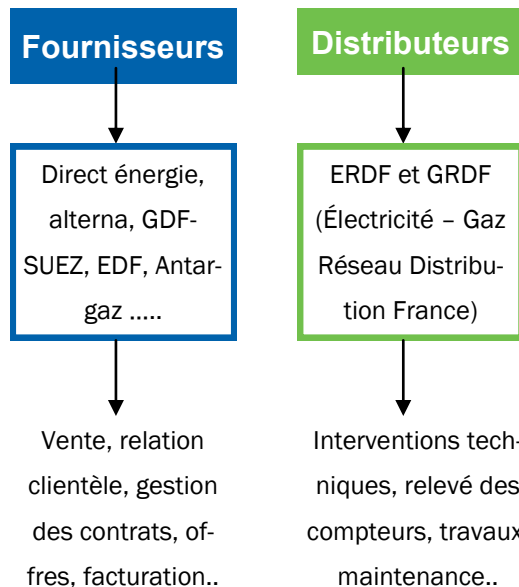 Fournisseurs
Direct énergie,
alterna, GDF-
SUEZ, EDF, Antar-
gaz .....
Vente, relation
clientèle, gestion
des contrats, of-
fres, facturation..
Distributeurs
ERDF et GRDF
(Électricité – Gaz
Réseau Distribu-
tion France)
Interventions tech-
niques, relevé des
compteurs, travaux
maintenance..